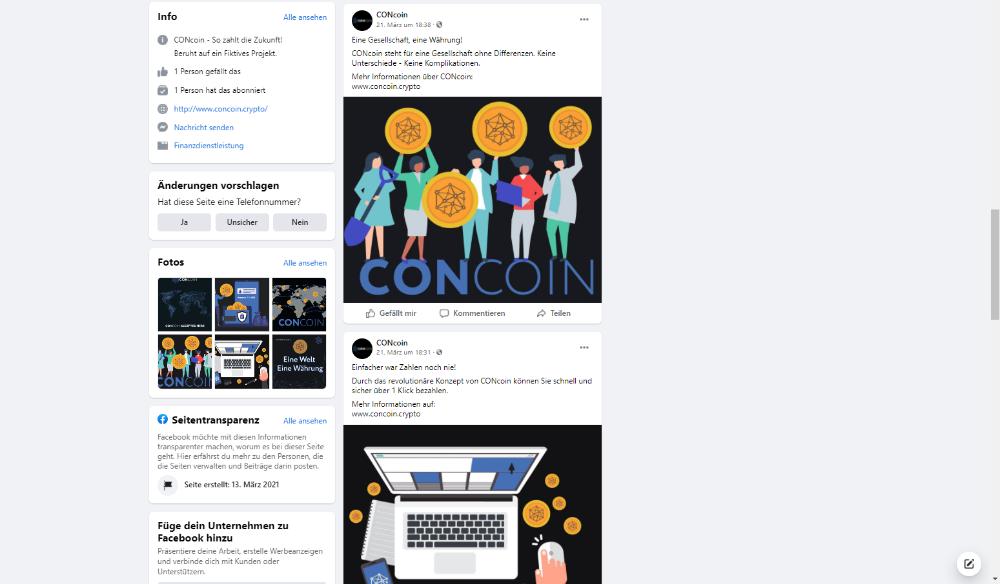 Info
Alle ansehen
CONcoin - So zahlt die Zukunft!
Beruht auf ein Fiktives Projekt.
1 Person gefällt das
1 Person hat das abonniert
http://www.concoin.crypto/
Nachricht senden
Finanzdienstleistung
Änderungen vorschlagen
Hat diese Seite eine Telefonnummer?
Ja
Unsicher
Nein
Fotos
Alle ansehen
CONCOIN
CONCOIN ACCEPTED HERE
CONCOIN
CONCOIN
Eine Welt
Eine Währung
Seitentransparenz
Alle ansehen
Facebook möchte mit diesen Informationen
transparenter machen, worum es bei dieser Seite
geht. Hier erfährst du mehr zu den Personen, die
die Seiten verwalten und Beiträge darin posten.
Seite erstellt: 13. März 2021
Füge dein Unternehmen zu
Facebook hinzu
Präsentiere deine Arbeit, erstelle Werbeanzeigen
und verbinde dich mit Kunden oder
Unterstützern.
CONcoin
21. März um 18:38 ·
Eine Gesellschaft, eine Währung!
CONcoin steht für eine Gesellschaft ohne Differenzen. Keine
Unterschiede - Keine Komplikationen.
Mehr Informationen über CONcoin:
www.concoin.crypto
CONCOIN
Gefällt mir
Kommentieren
Teilen
CONcoin
21. März um 18:31 ·
Einfacher war Zahlen noch nie!
Durch das revolutionäre Konzept von CONcoin können Sie schnell und
sicher über 1 Klick bezahlen.
Mehr Informationen auf:
www.concoin.crypto